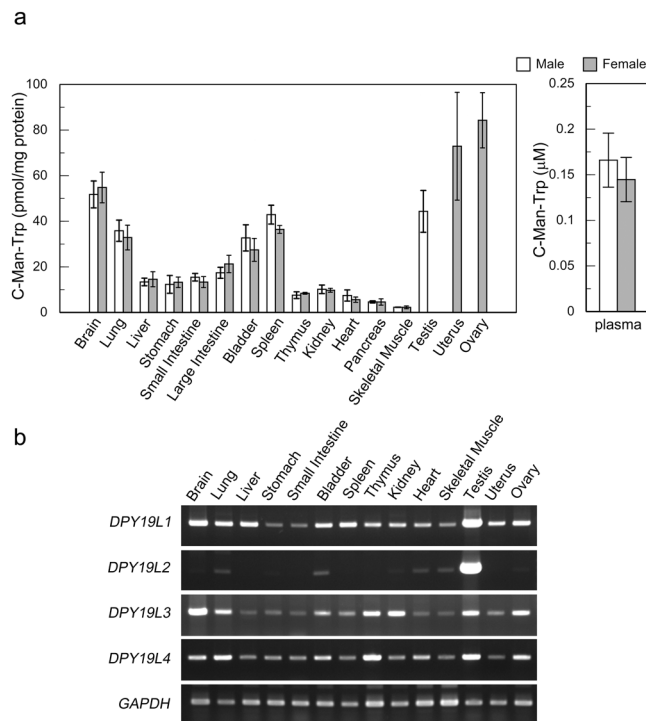 a
Male Female
100
80
60
40
20
0
C-Man-Trp (pmol/mg protein)
Brain
Lung
Liver
Stomach
Small Intestine
Large Intestine
Bladder
Spleen
Thymus
Kidney
Heart
Pancreas
Skeletal Muscle
Testis
Uterus
Ovary
0.25
0.2
0.15
0.1
0.05
0
C-Man-Trp (μM)
plasma
b
Brain
Lung
Liver
Stomach
Small Intestine
Bladder
Spleen
Thymus
Kidney
Heart
Skeletal Muscle
Testis
Uterus
Ovary
DPY19L1
DPY19L2
DPY19L3
DPY19L4
GAPDH